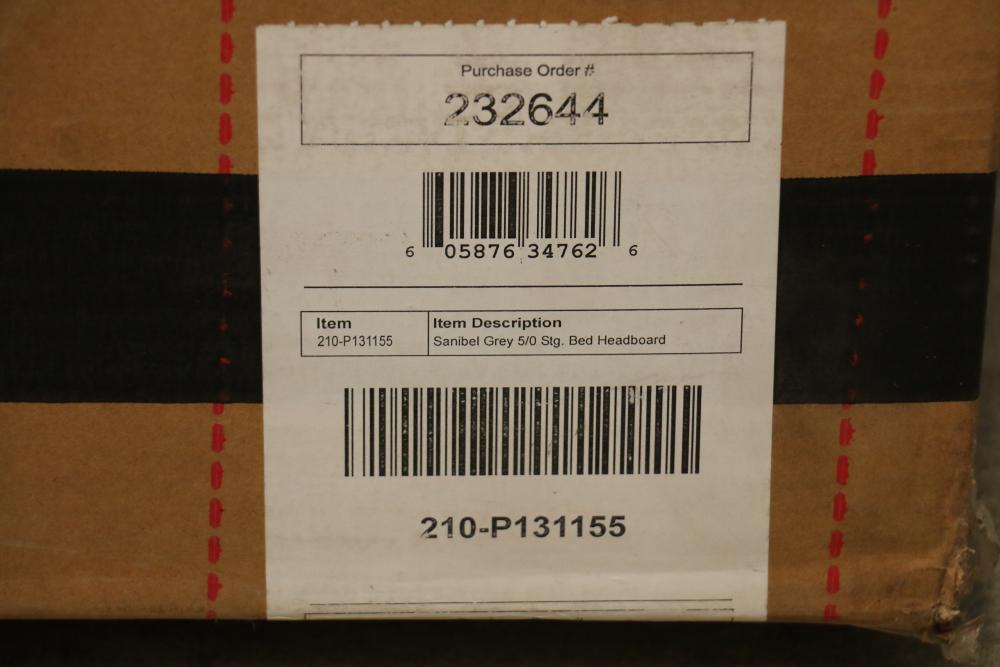 Purchase Order #
232644
6 05876 34762 6
Item Item Description
210-P131155 Sanibel Grey 5/0 Stg. Bed Headboard
210-P131155